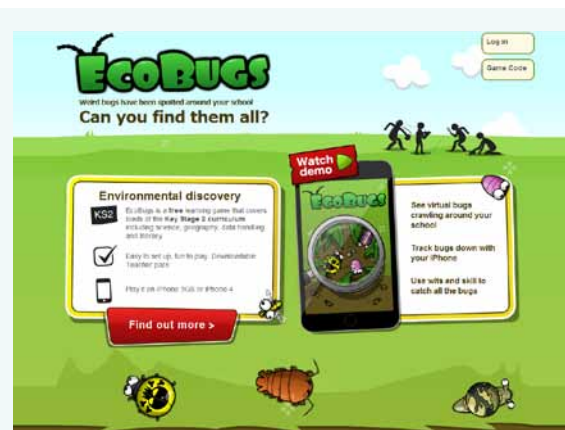 Log in
Game Code
EcoBugs
Weird bugs have been spotted around your school
Can you find them all?
Watch
demo
Environmental discovery
KS2
EcoBugs is a free learning game that covers
loads of the Key Stage 2 curriculum
including science, geography, data handling
and literacy
Easy to set up, fun to play. Downloadable
Teacher pack
Play it on iPhone 3GS or iPhone 4
Find out more >
EcoBugs
See virtual bugs
crawling around your
school
Track bugs down with
your iPhone
Use wits and skill to
catch all the bugs